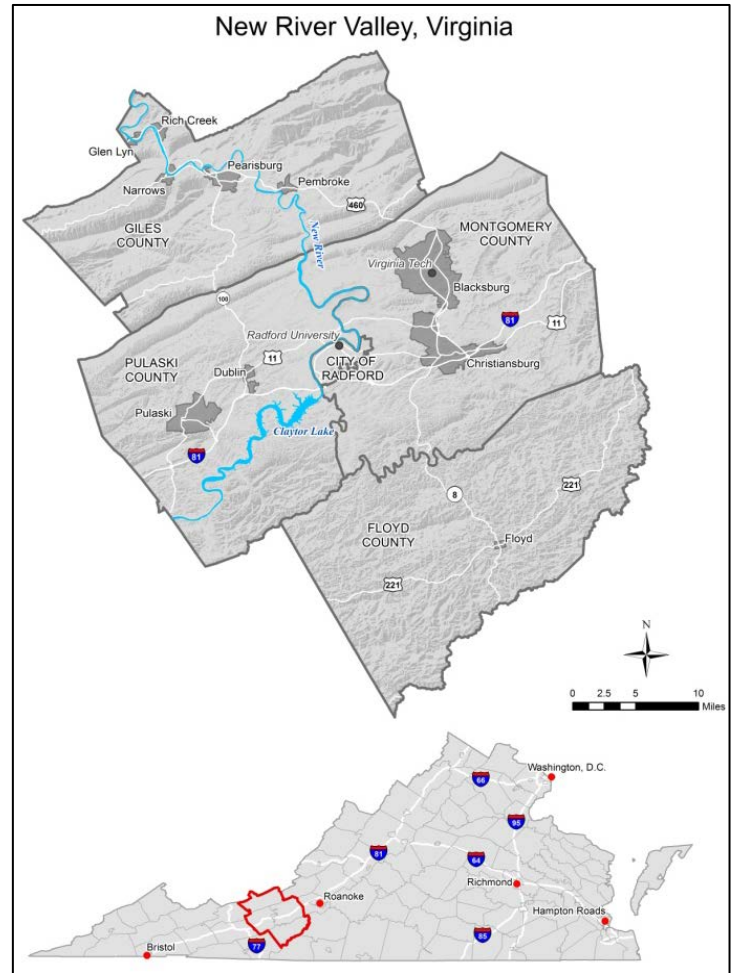 New River Valley, Virginia
Rich Creek
Glen Lyn
Pearisburg
Narrows
Pembroke
460
GILES
COUNTY
New River
MONTGOMERY
COUNTY
Virginia Tech
Blacksburg
100
81
11
Radford University
11
CITY OF
RADFORD
Christiansburg
PULASKI
COUNTY
Dublin
Pulaski
Claytor Lake
81
8
221
FLOYD
COUNTY
Floyd
221
N
0 2.5 5 10
Miles
Washington, D.C.
66
95
81
64
Richmond
Roanoke
Hampton Roads
Bristol
77
85